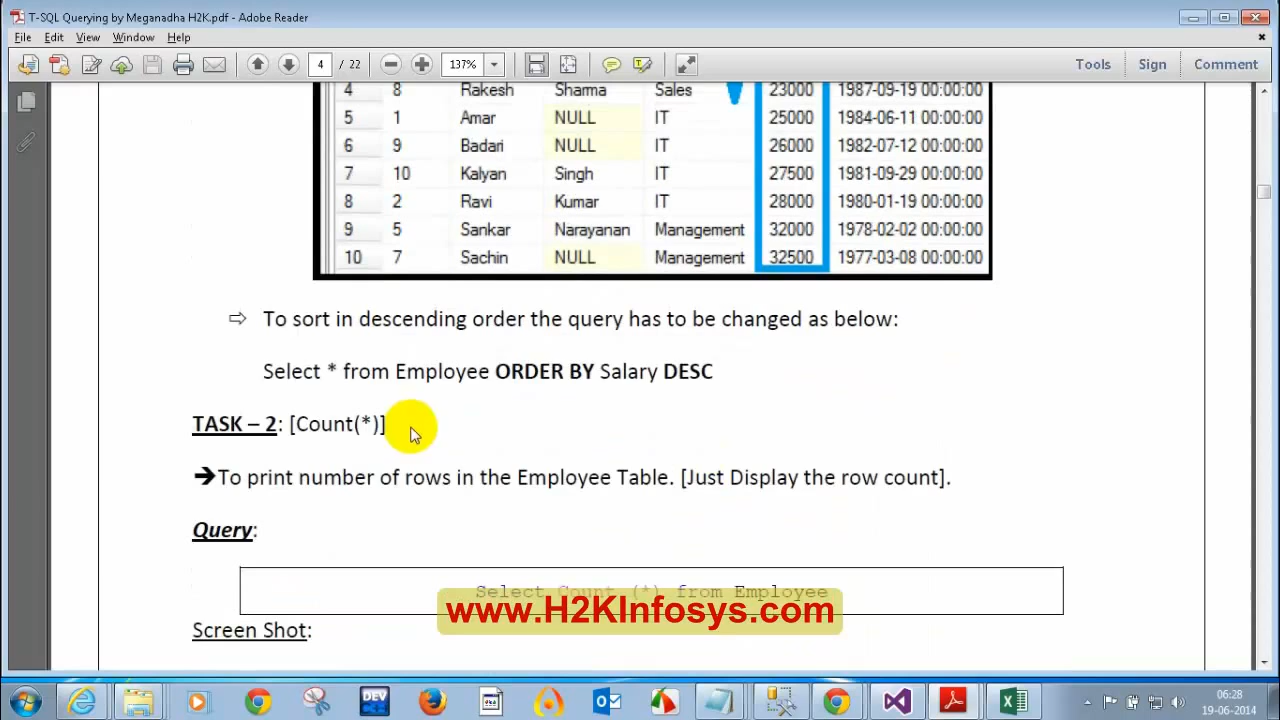 T-SQL Querying by Meganadha H2K.pdf - Adobe Reader
File Edit View Window Help
4 / 22 137% Tools Sign Comment
4 8 Rakesh Sharma Sales 23000 1987-09-19 00:00:00
5 1 Amar NULL IT 25000 1984-06-11 00:00:00
6 9 Badari NULL IT 26000 1982-07-12 00:00:00
7 10 Kalyan Singh IT 27500 1981-09-29 00:00:00
8 2 Ravi Kumar IT 28000 1980-01-19 00:00:00
9 5 Sankar Narayanan Management 32000 1978-02-02 00:00:00
10 7 Sachin NULL Management 32500 1977-03-08 00:00:00
⇨ To sort in descending order the query has to be changed as below:
Select * from Employee ORDER BY Salary DESC
TASK – 2: [Count(*)]
➔To print number of rows in the Employee Table. [Just Display the row count].
Query:
Select Count (*) from Employee
www.H2KInfosys.com
Screen Shot:
DEV
06:28
19-06-2014